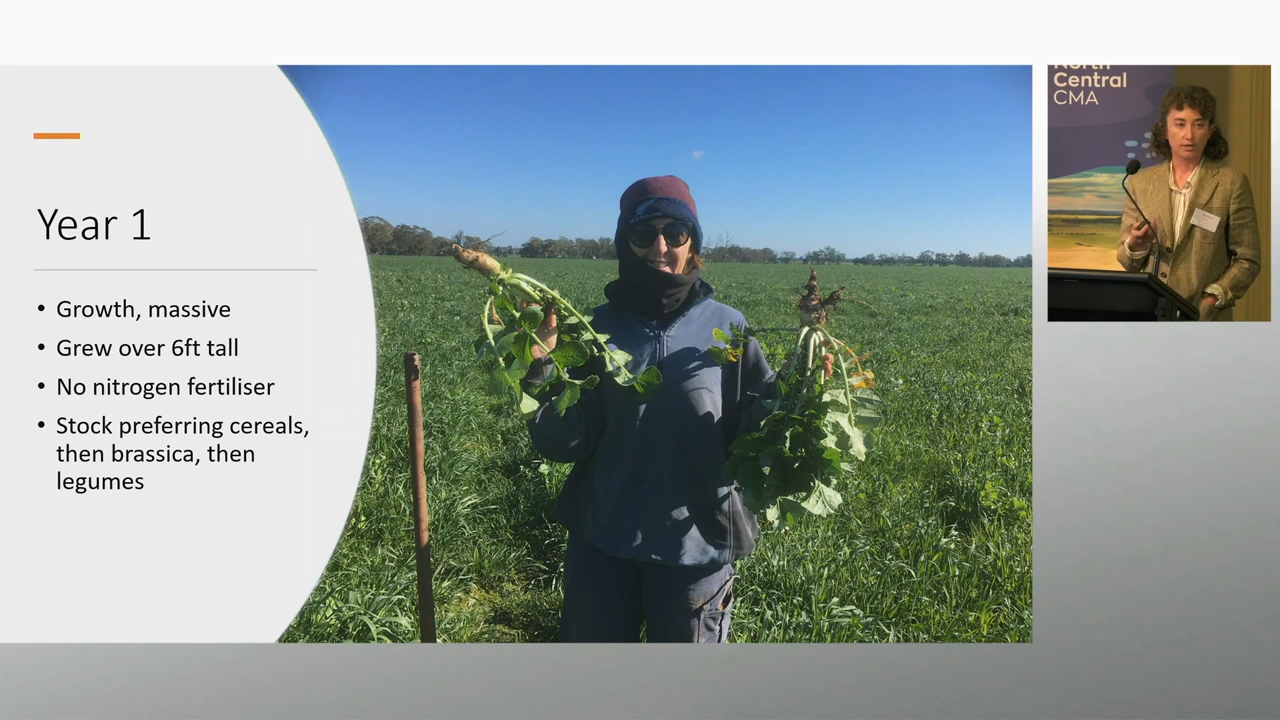 Year 1
• Growth, massive
• Grew over 6ft tall
• No nitrogen fertiliser
• Stock preferring cereals,
then brassica, then
legumes
North
Central
CMA